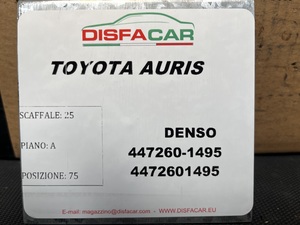 DISFACAR
TOYOTA AURIS
SCAFFALE: 25
DENSO
PIANO: A
447260-1495
4472601495
POSIZIONE: 75
E-mail: magazzino@disfacar.com
WWW.DISFACAR.EU